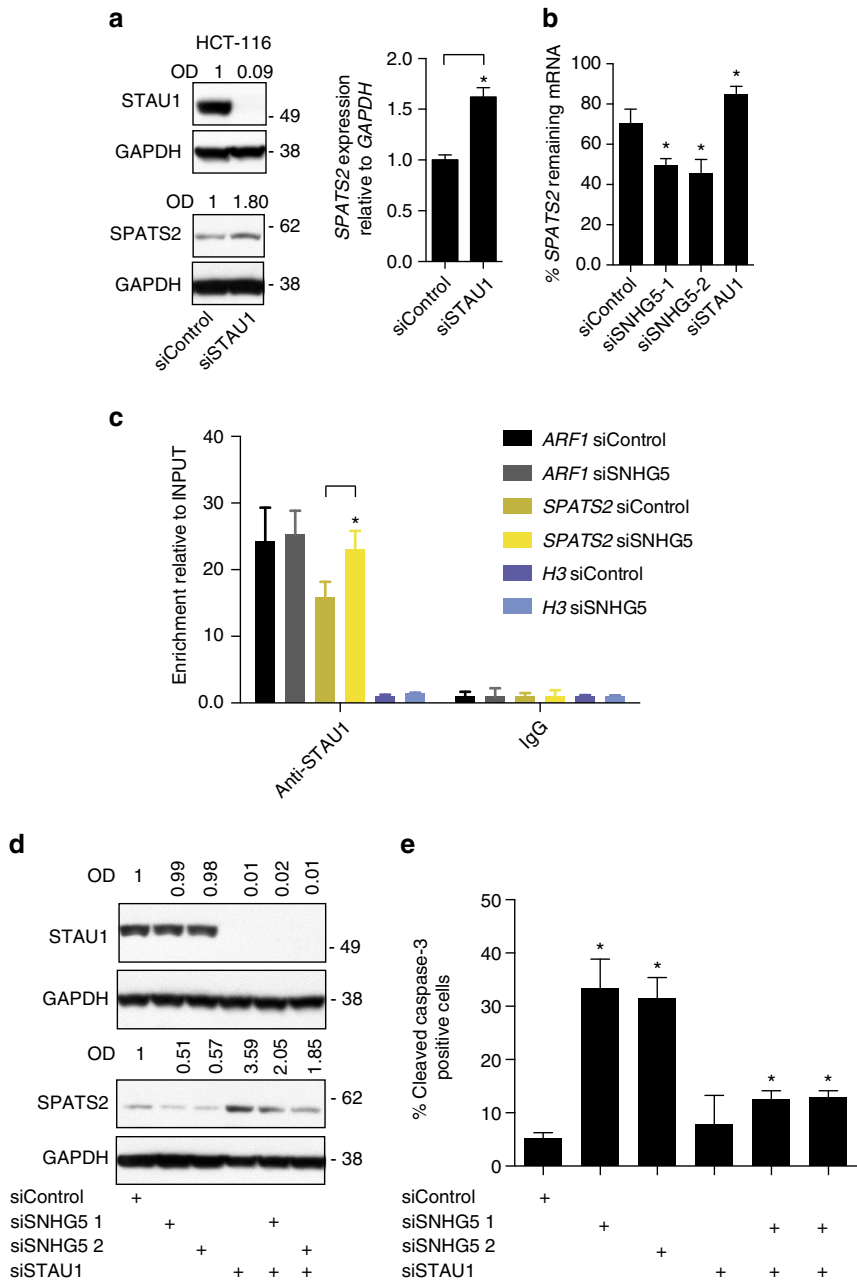 a
HCT-116
OD 1 0.09
STAU1
- 49
GAPDH
- 38
OD 1 1.80
SPATS2
- 62
GAPDH
- 38
siControl
siSTAU1
SPATS2 expression
relative to GAPDH
2.0
1.5
1.0
0.5
0.0
*
siControl
siSTAU1
b
% SPATS2 remaining mRNA
100
80
60
40
20
0
*
*
*
siControl
siSNHG5-1
siSNHG5-2
siSTAU1
c
Enrichment relative to INPUT
40
30
20
0.0
*
Anti-STAU1
IgG
ARF1 siControl
ARF1 siSNHG5
SPATS2 siControl
SPATS2 siSNHG5
H3 siControl
H3 siSNHG5
d
OD 1 0.99 0.98 0.01 0.02 0.01
STAU1
- 49
GAPDH
- 38
OD 1 0.51 0.57 3.59 2.05 1.85
SPATS2
- 62
GAPDH
- 38
siControl +
siSNHG5 1 + +
siSNHG5 2 + +
siSTAU1 + + +
e
% Cleaved caspase-3
positive cells
50
40
30
20
10
0
*
*
*
*
siControl +
siSNHG5 1 + + +
siSNHG5 2 +
siSTAU1 + + +